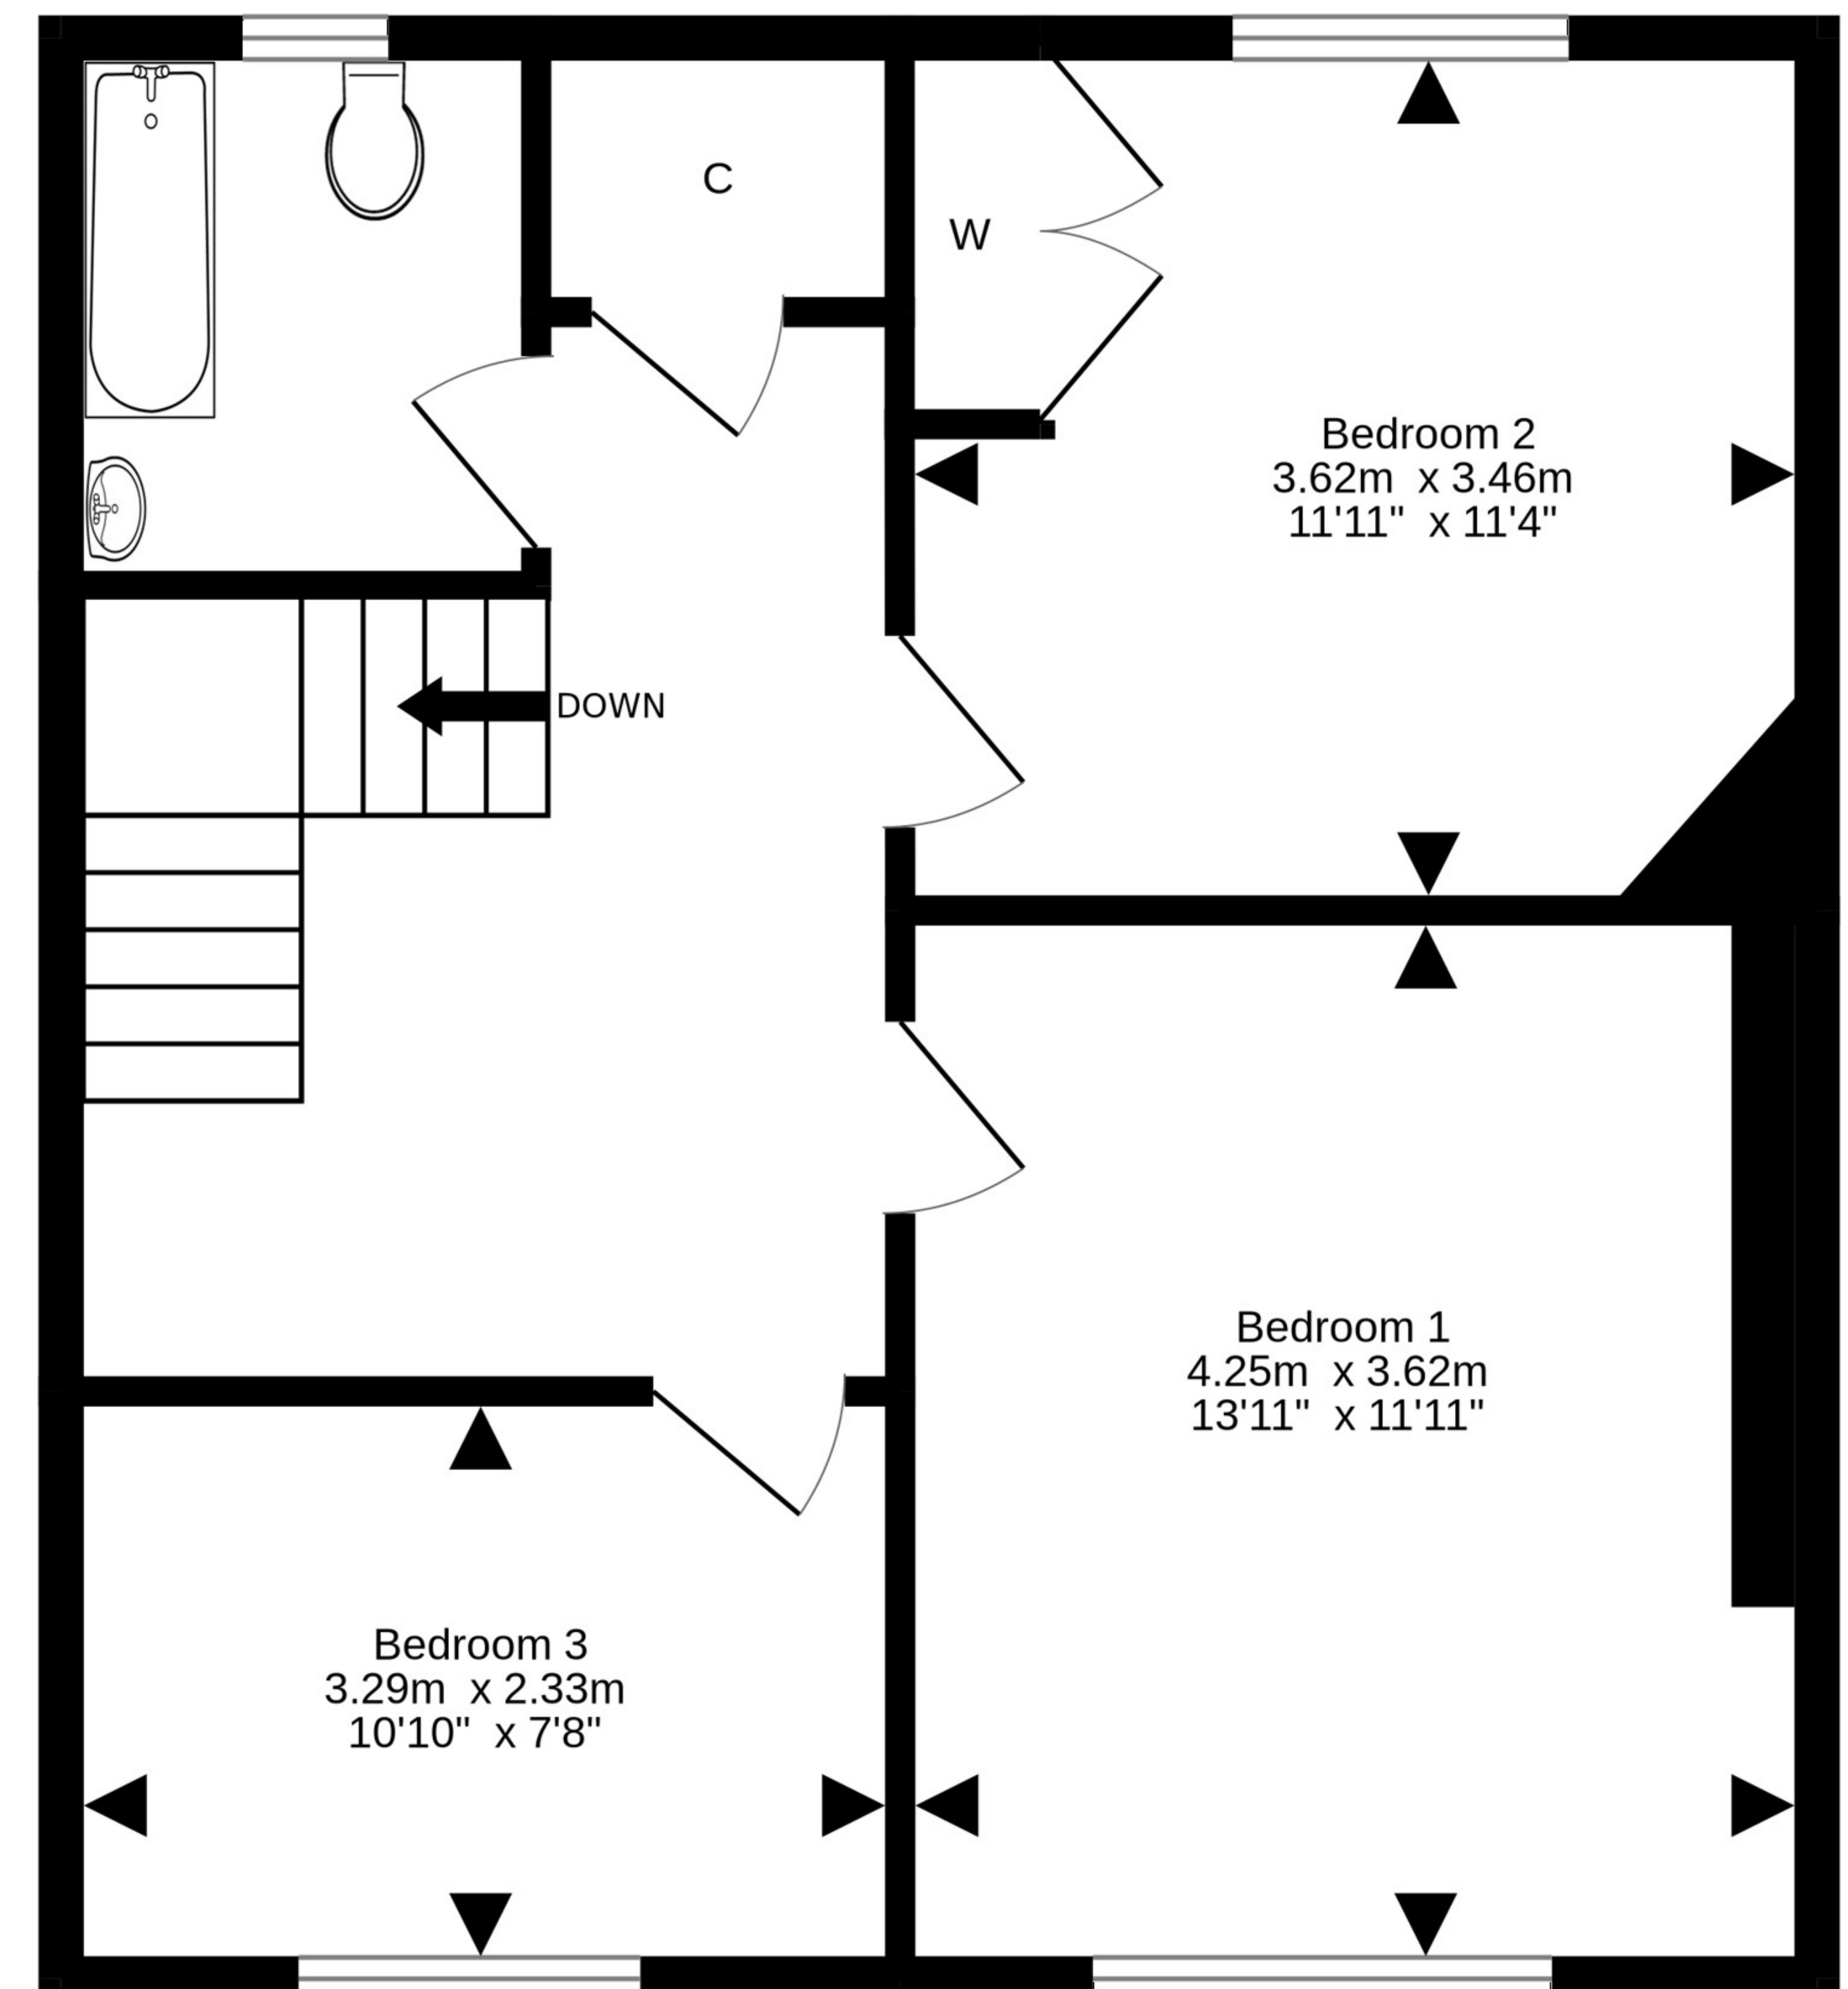 C
W
Bedroom 2
3.62m x 3.46m
11'11" x 11'4"
DOWN
Bedroom 1
4.25m x 3.62m
13'11" x 11'11"
Bedroom 3
3.29m x 2.33m
10'10" x 7'8"